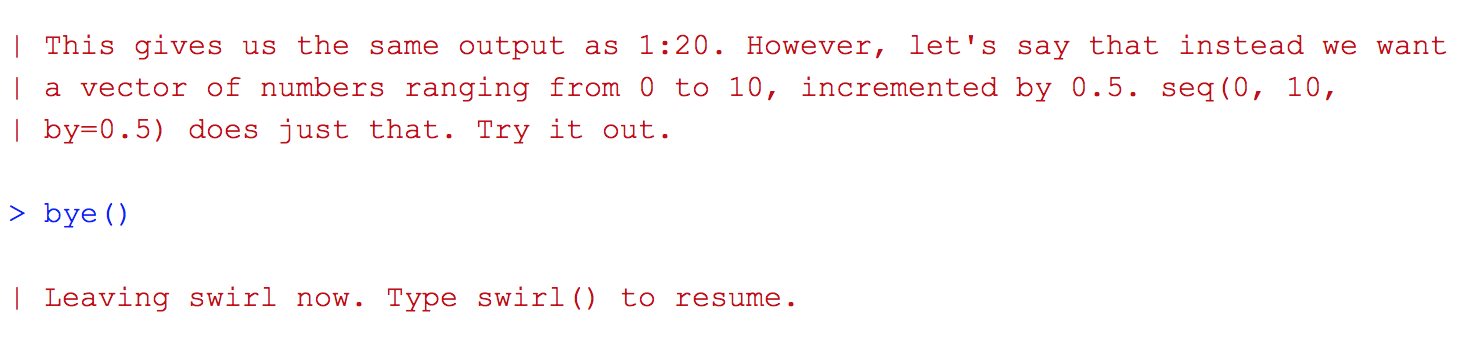 | This gives us the same output as 1:20. However, let's say that instead we want
| a vector of numbers ranging from 0 to 10, incremented by 0.5. seq(0, 10,
| by=0.5) does just that. Try it out.
> bye()
| Leaving swirl now. Type swirl() to resume.